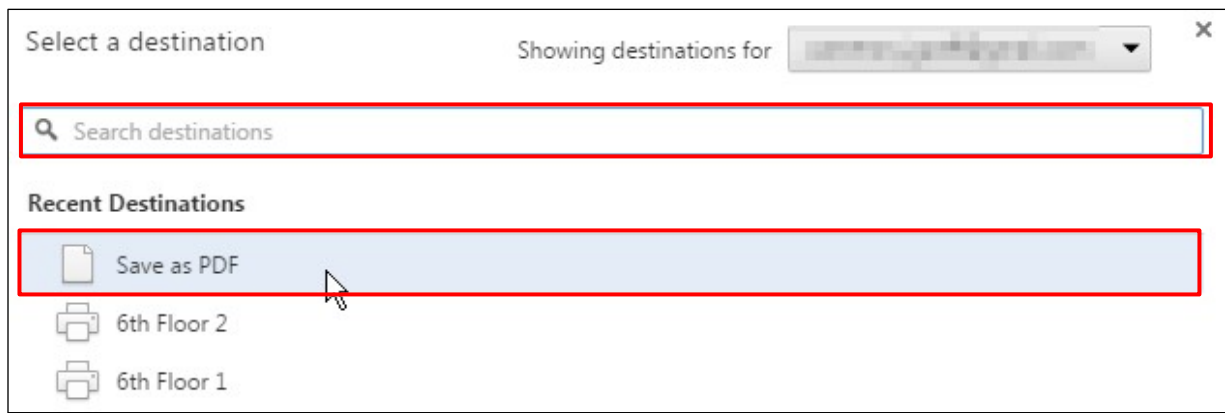 Select a destination
Showing destinations for
Search destinations
Recent Destinations
Save as PDF
6th Floor 2
6th Floor 1